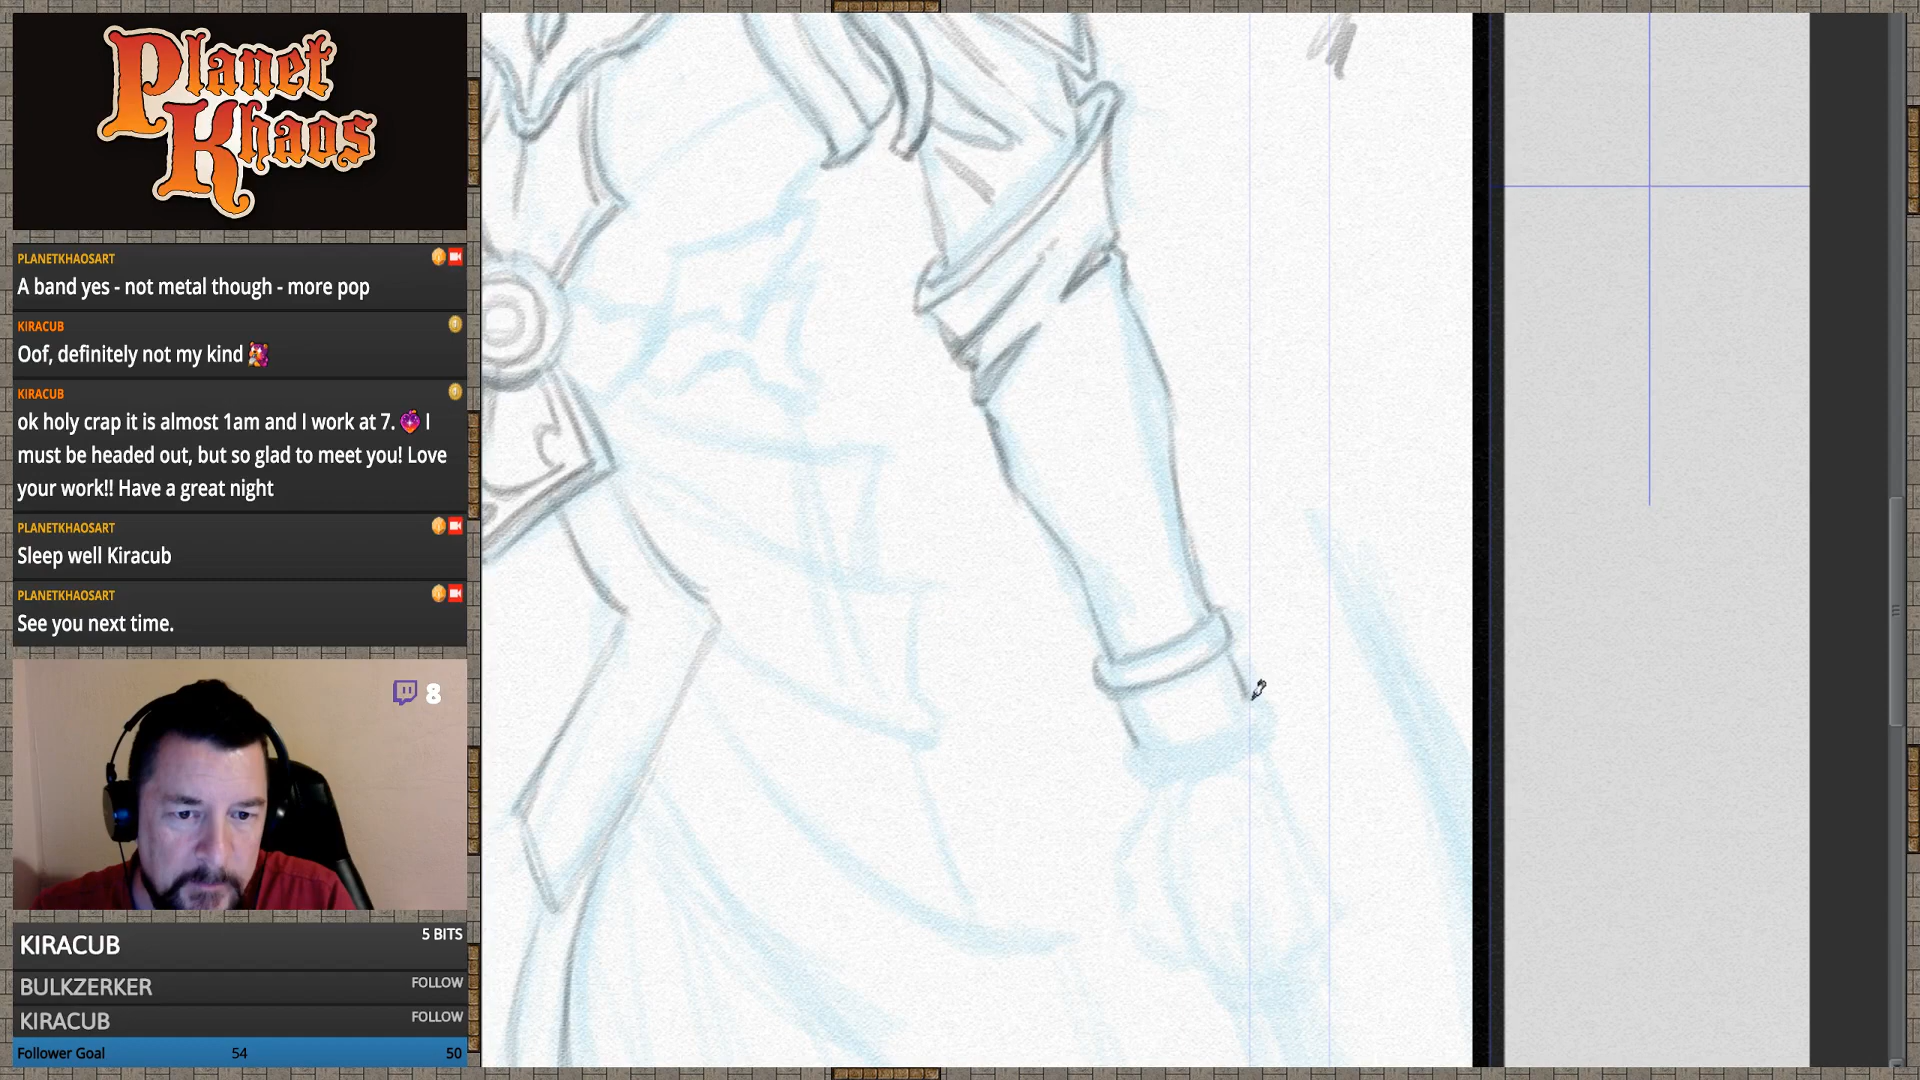 Planet
Khaos
PLANETKHAOSART
A band yes - not metal though - more pop
KIRACUB
Oof, definitely not my kind
KIRACUB
ok holy crap it is almost 1am and I work at 7. I
must be headed out, but so glad to meet you! Love
your work!! Have a great night
PLANETKHAOSART
Sleep well Kiracub
PLANETKHAOSART
See you next time.
8
KIRACUB 5 BITS
BULKZERKER FOLLOW
KIRACUB FOLLOW
Follower Goal 54 50